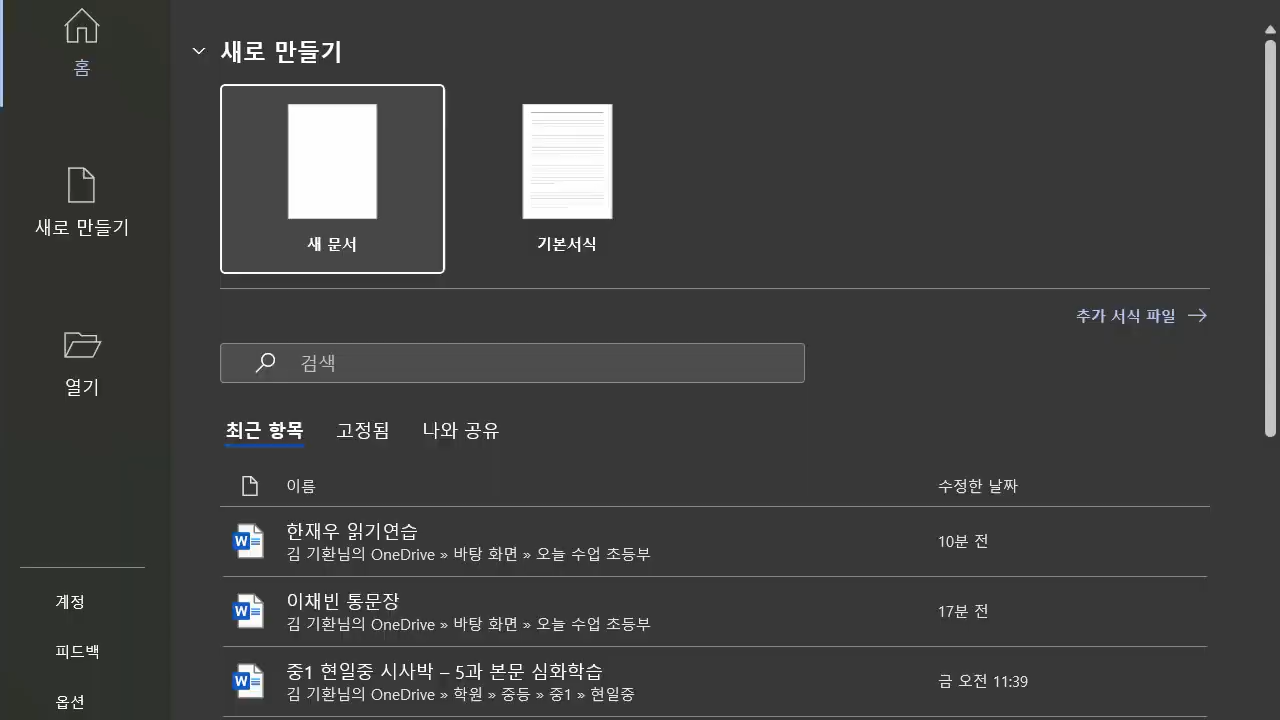 홈
새로 만들기
열기
계정
피드백
옵션
새로 만들기
새 문서
기본서식
추가 서식 파일
검색
최근 항목 고정됨 나와 공유
이름 수정한 날짜
한재우 읽기연습
김 기환님의 OneDrive » 바탕 화면 » 오늘 수업 초등부
10분 전
이채빈 통문장
김 기환님의 OneDrive » 바탕 화면 » 오늘 수업 초등부
17분 전
중1 현일중 시사박 – 5과 본문 심화학습
김 기환님의 OneDrive » 학원 » 중등 » 중1 » 현일중
금 오전 11:39